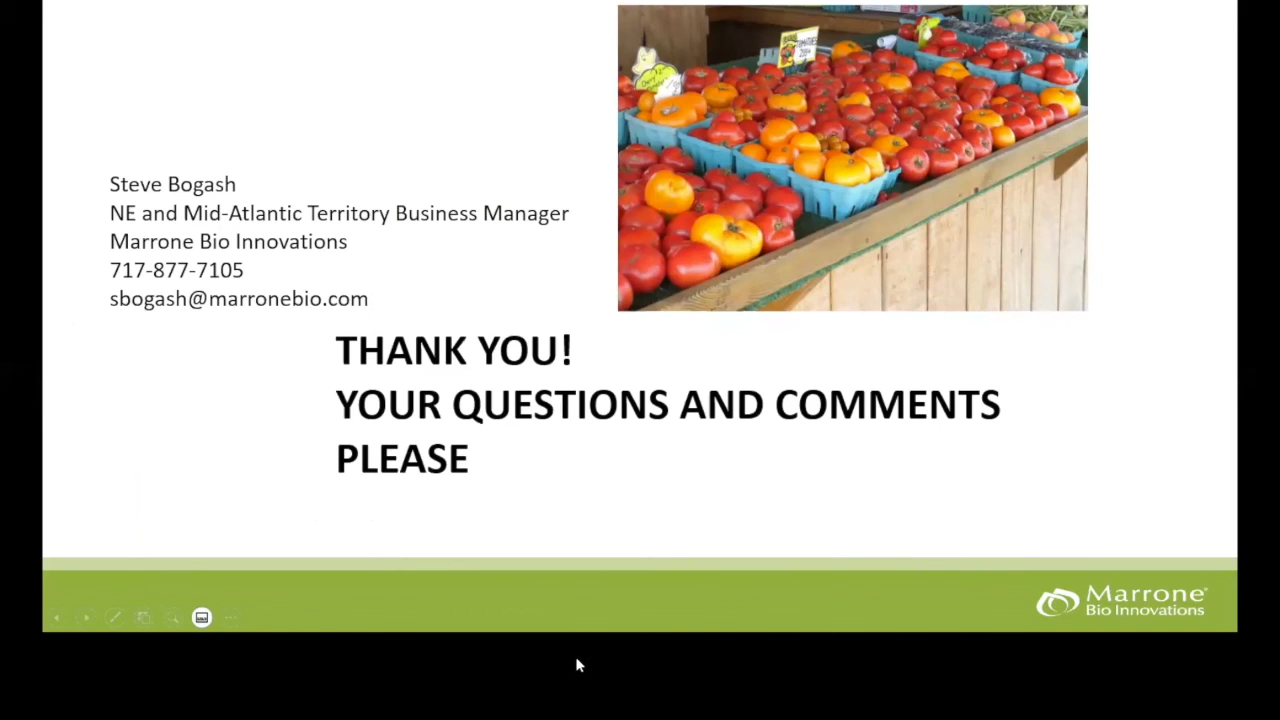 Steve Bogash
NE and Mid-Atlantic Territory Business Manager
Marrone Bio Innovations
717-877-7105
sbogash@marronebio.com
THANK YOU!
YOUR QUESTIONS AND COMMENTS
PLEASE
Marrone
Bio Innovations